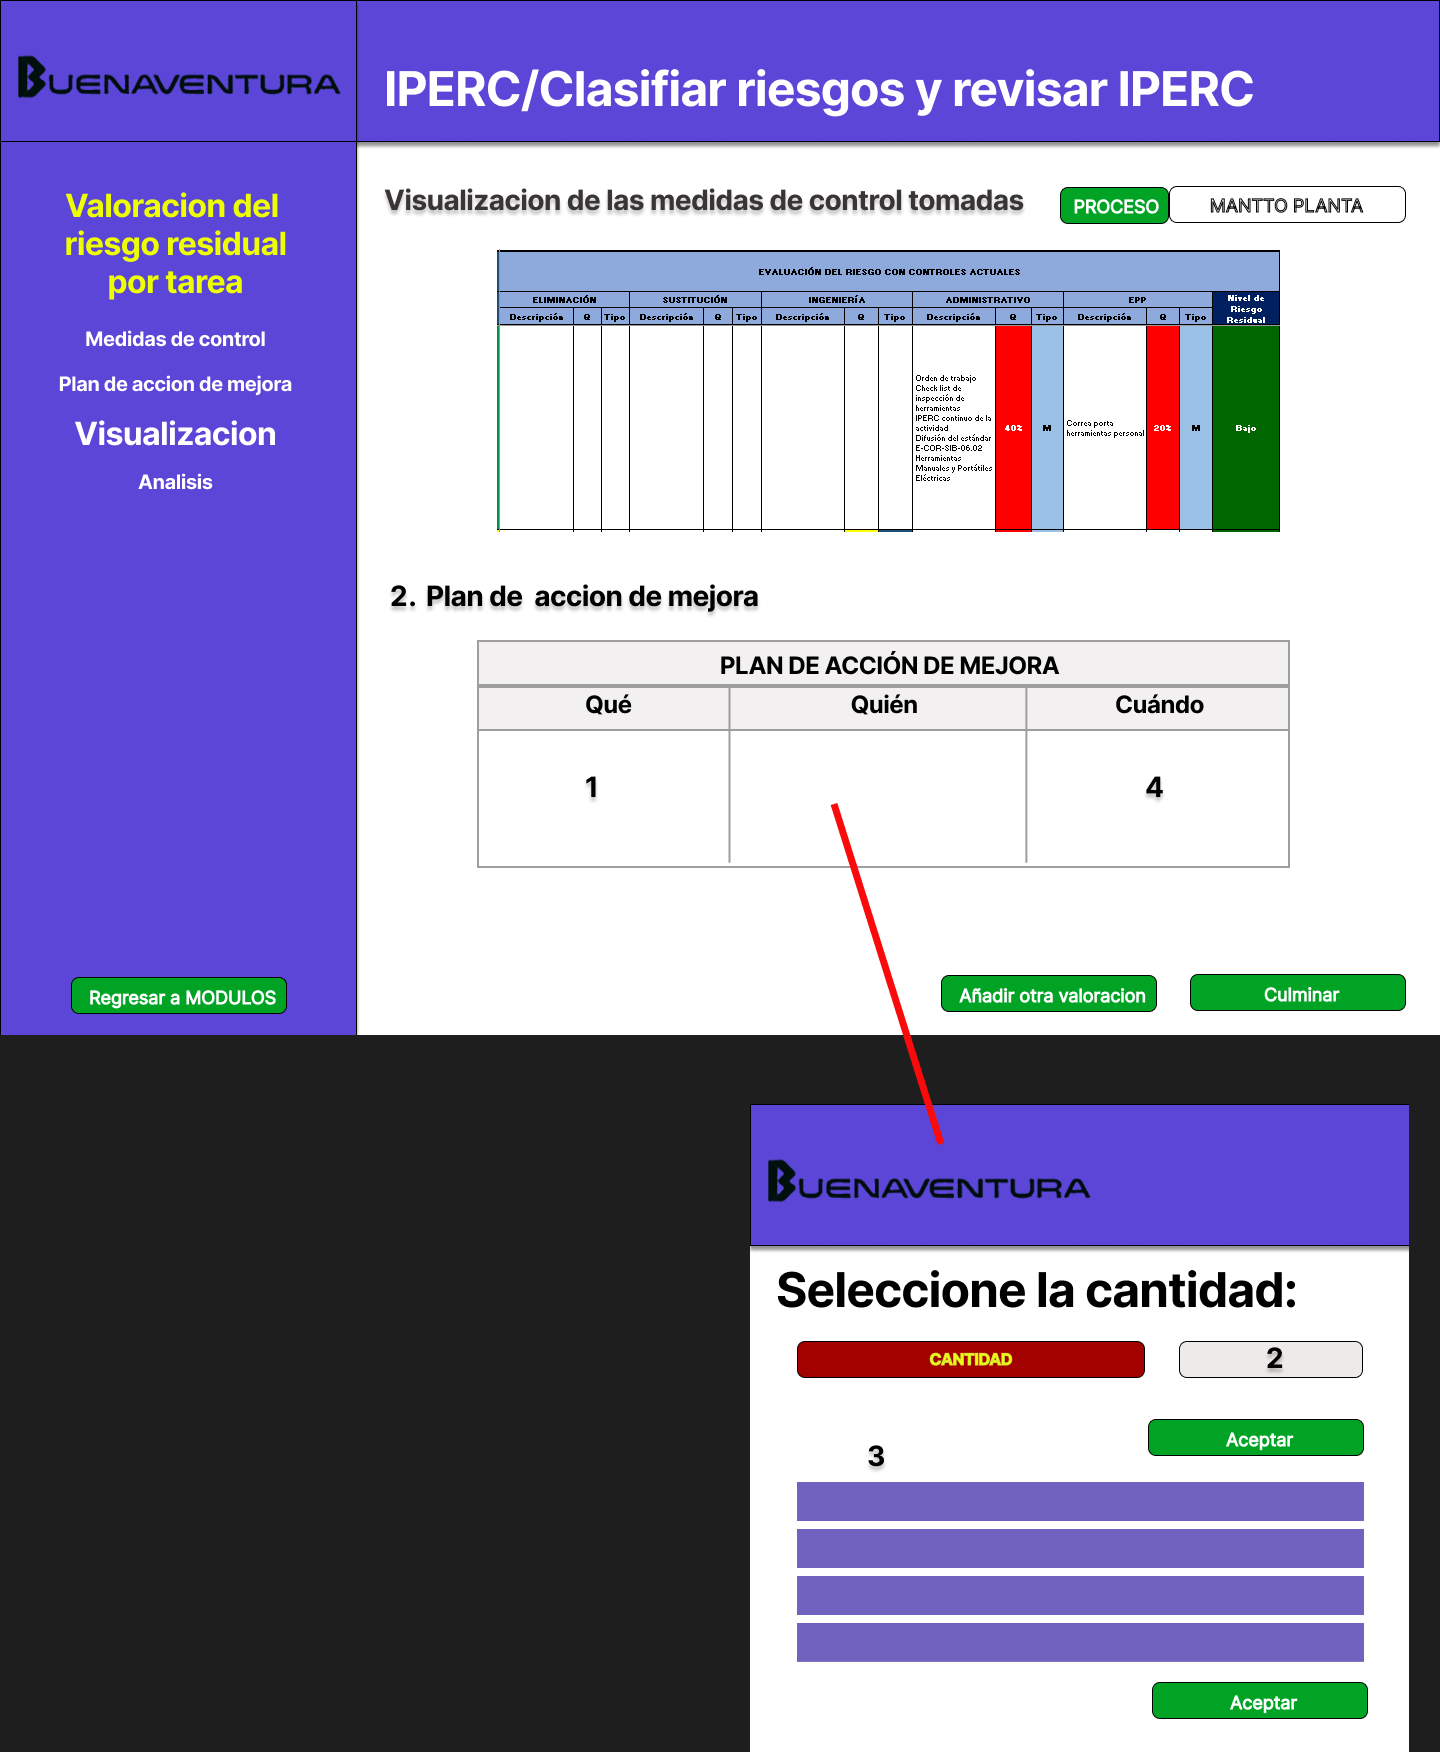 BUENAVENTURA
IPERC/Clasifiar riesgos y revisar IPERC
Valoracion del
riesgo residual
por tarea
Medidas de control
Plan de accion de mejora
Visualizacion
Analisis
Regresar a MODULOS
Visualizacion de las medidas de control tomadas
PROCESO
MANTTO PLANTA
EVALUACIÓN DEL RIESGO CON CONTROLES ACTUALES
ELIMINACIÓN SUSTITUCIÓN INGENIERÍA ADMINISTRATIVO EPP
Nivel de
Riesgo
Residual
Descripción Q Tipo Descripción Q Tipo Descripción Q Tipo Descripción Q Tipo Descripción Q Tipo
Orden de trabajo
Check list de
inspección de
herramientas
IPERC continuo de la
actividad
Difusión del estándar
E-COR-SIB-06.02
Herramientas
Manuales y Portátiles
Eléctricas
40% M
Correa porta
herramientas personal
20% M Bajo
2. Plan de accion de mejora
PLAN DE ACCIÓN DE MEJORA
Qué Quién Cuándo
1 4
Añadir otra valoracion
Culminar
BUENAVENTURA
Seleccione la cantidad:
CANTIDAD
2
Aceptar
3
Aceptar